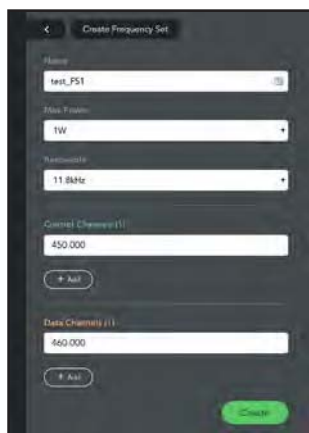 Create Frequency Set
Name
test_FS1
Max Power
1W
Bandwidth
11.8kHz
Control Channels (1)
450.000
+ Add
Data Channels (1)
460.000
+ Add
Create